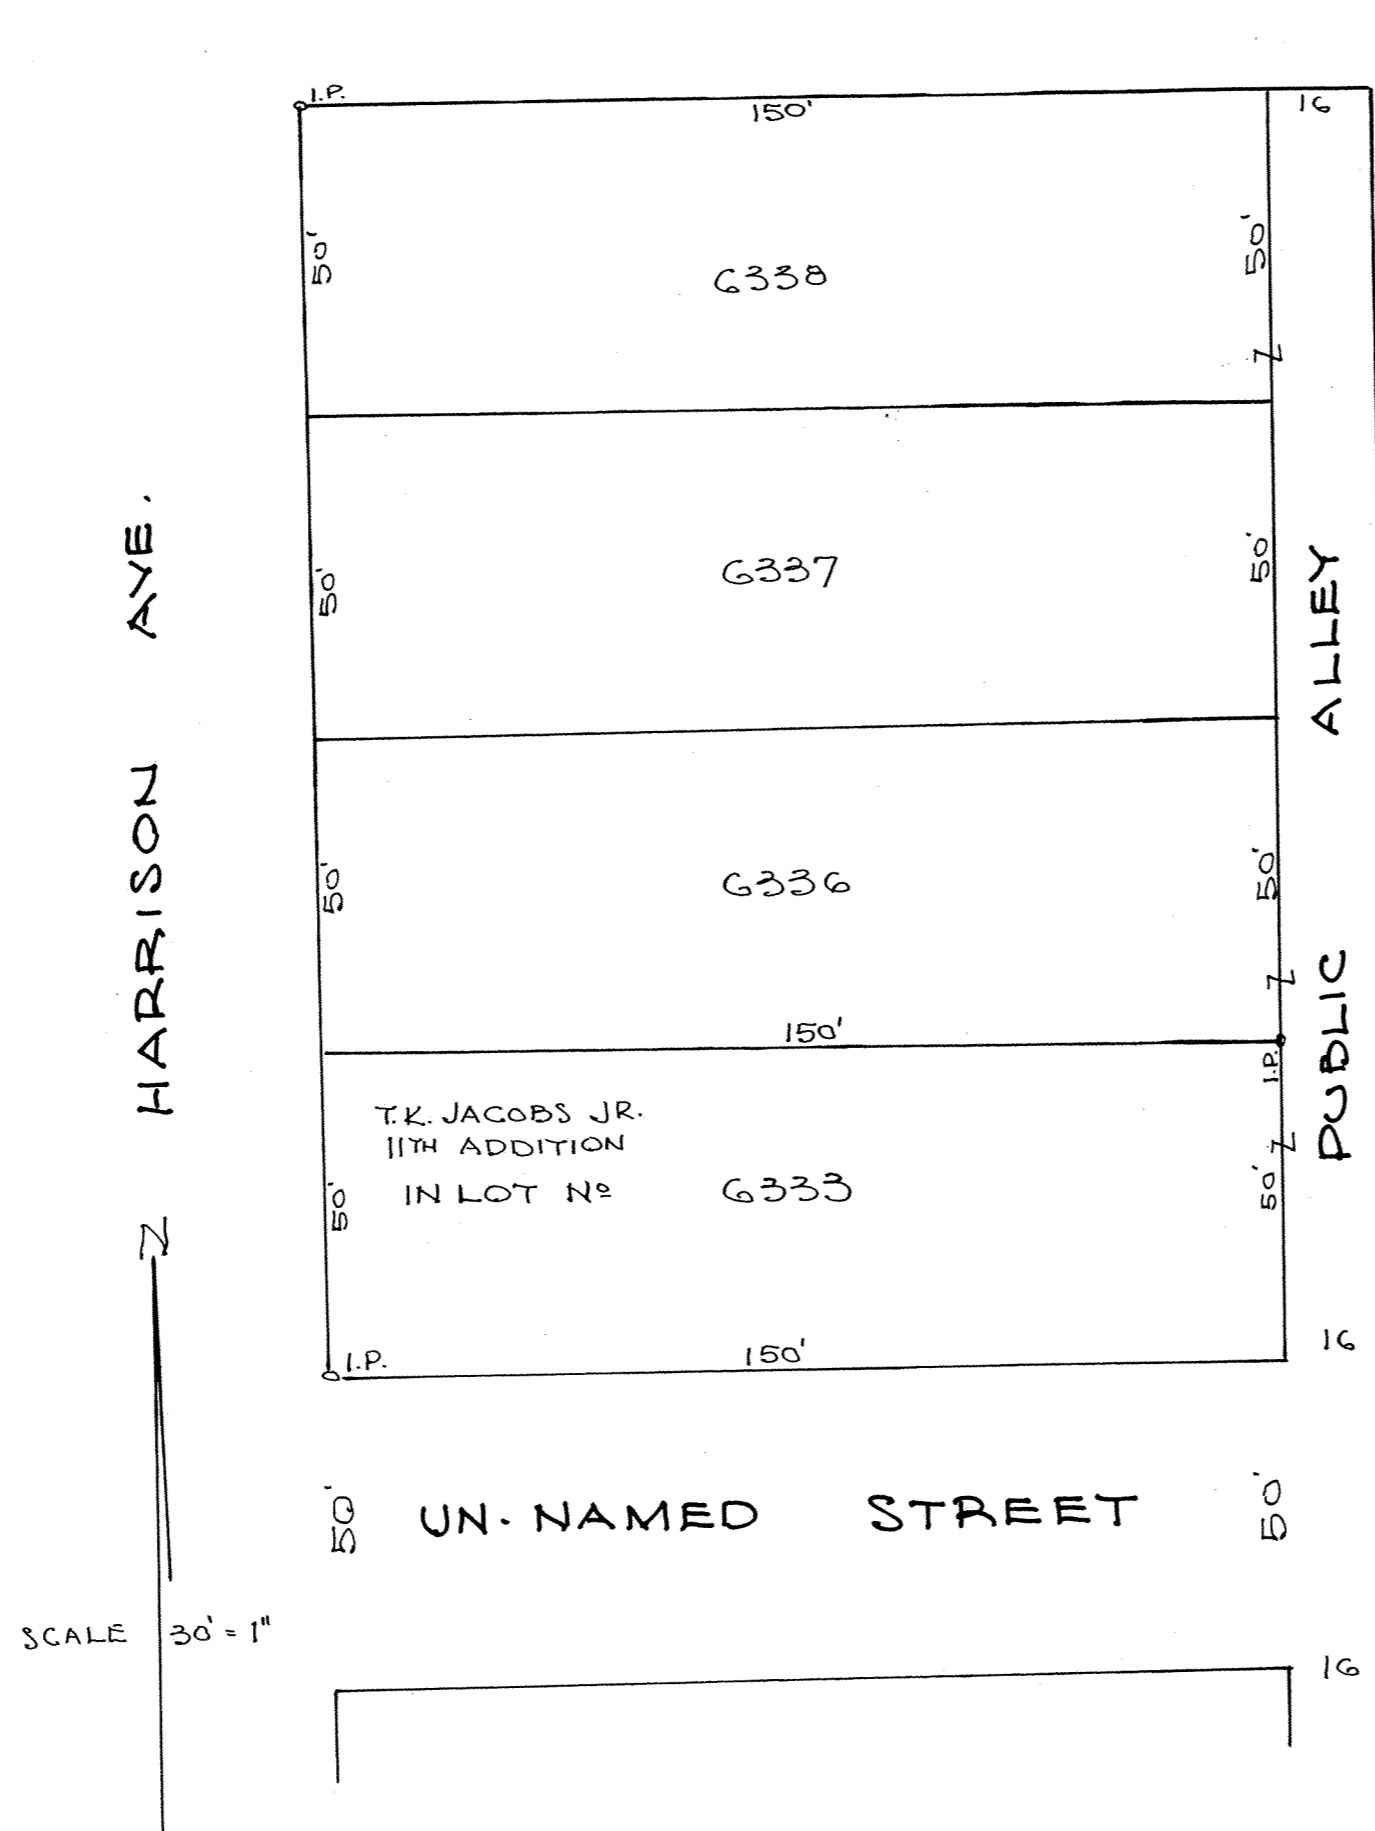 I.P.
150'
16
50'
50'
6338
Z
50'
50'
6337
HARRISON AVE.
PUBLIC ALLEY
50'
50'
6336
Z
150'
I.P.
T.K. JACOBS JR.
11TH ADDITION
IN LOT Nº 6333
Z
50'
50'
N
I.P.
150'
16
50'
UN-NAMED STREET
50'
SCALE 30' = 1"
16